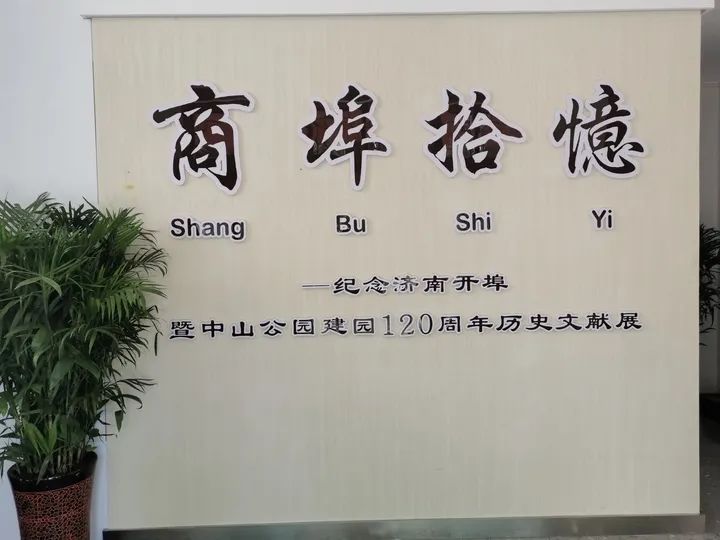 商埠拾憶
Shang Bu Shi Yi
—纪念济南开埠
暨中山公园建园120周年历史文献展